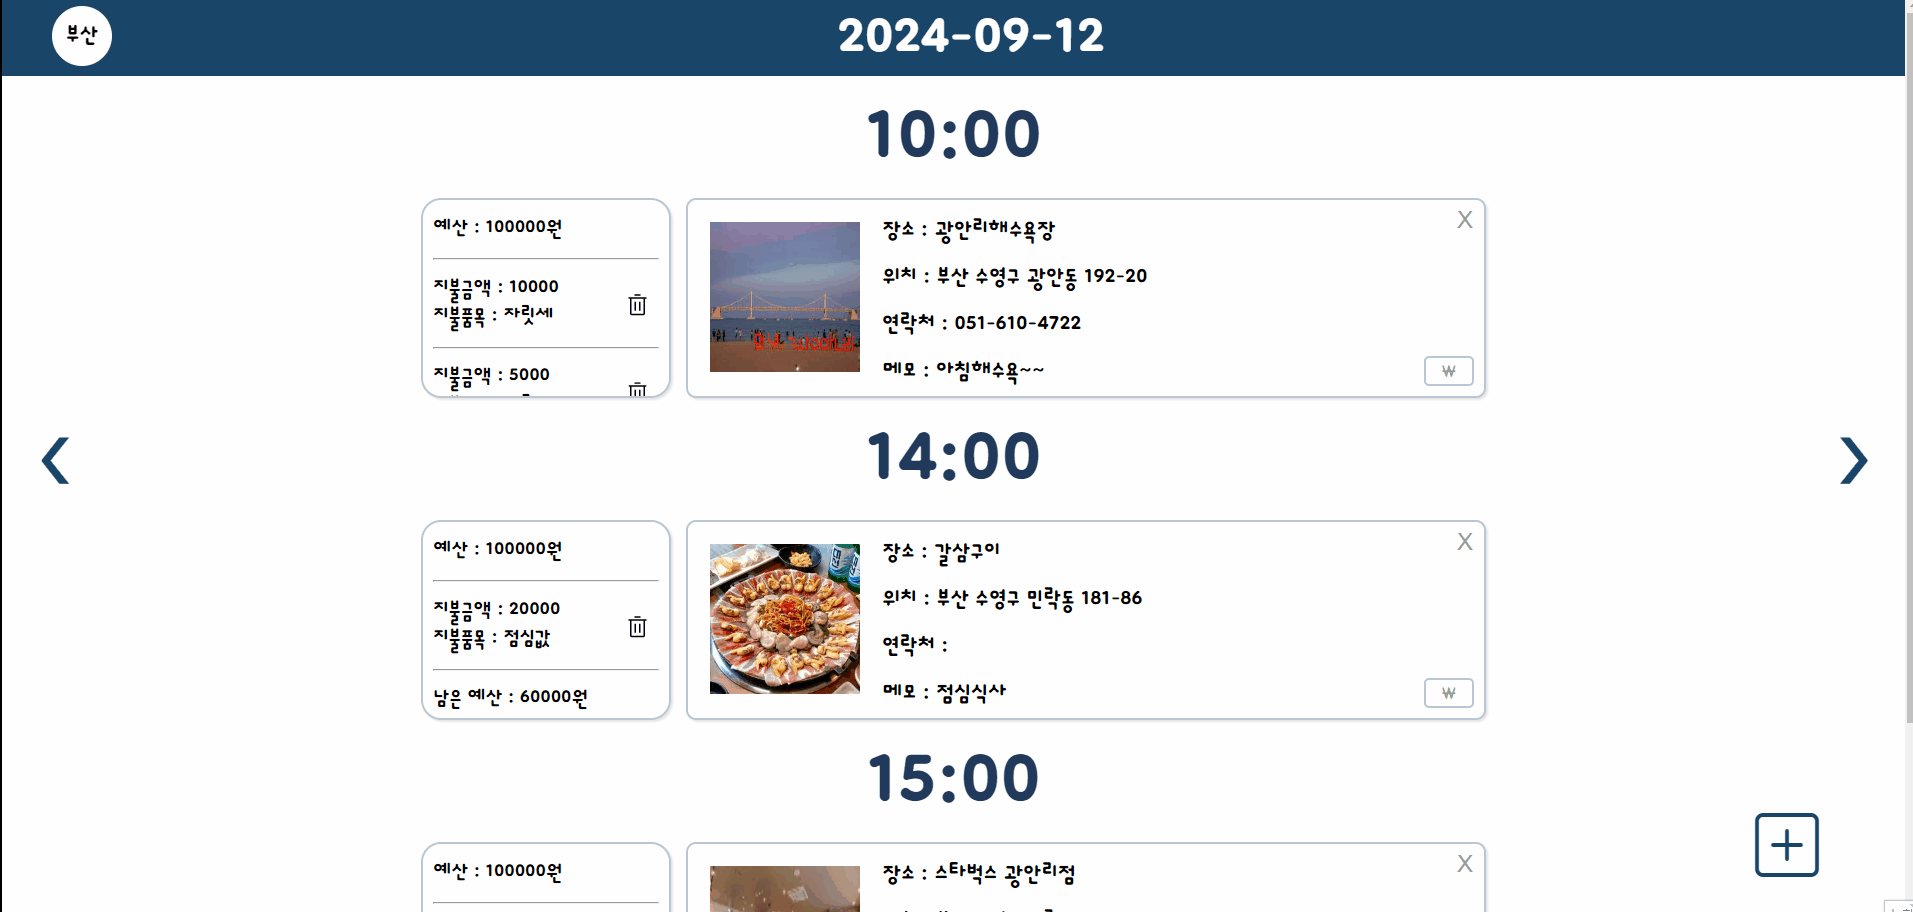 부산
2024-09-12
10:00
예산 : 100000원
지불금액 : 10000
지불품목 : 자릿세
지불금액 : 5000
장소 : 광안리해수욕장
위치 : 부산 수영구 광안동 192-20
연락처 : 051-610-4722
메모 : 아침해수욕~~
X
₩
14:00
예산 : 100000원
지불금액 : 20000
지불품목 : 점심값
남은 예산 : 60000원
장소 : 갈삼구이
위치 : 부산 수영구 민락동 181-86
연락처 :
메모 : 점심식사
X
₩
15:00
예산 : 100000원
장소 : 스타벅스 광안리점
X